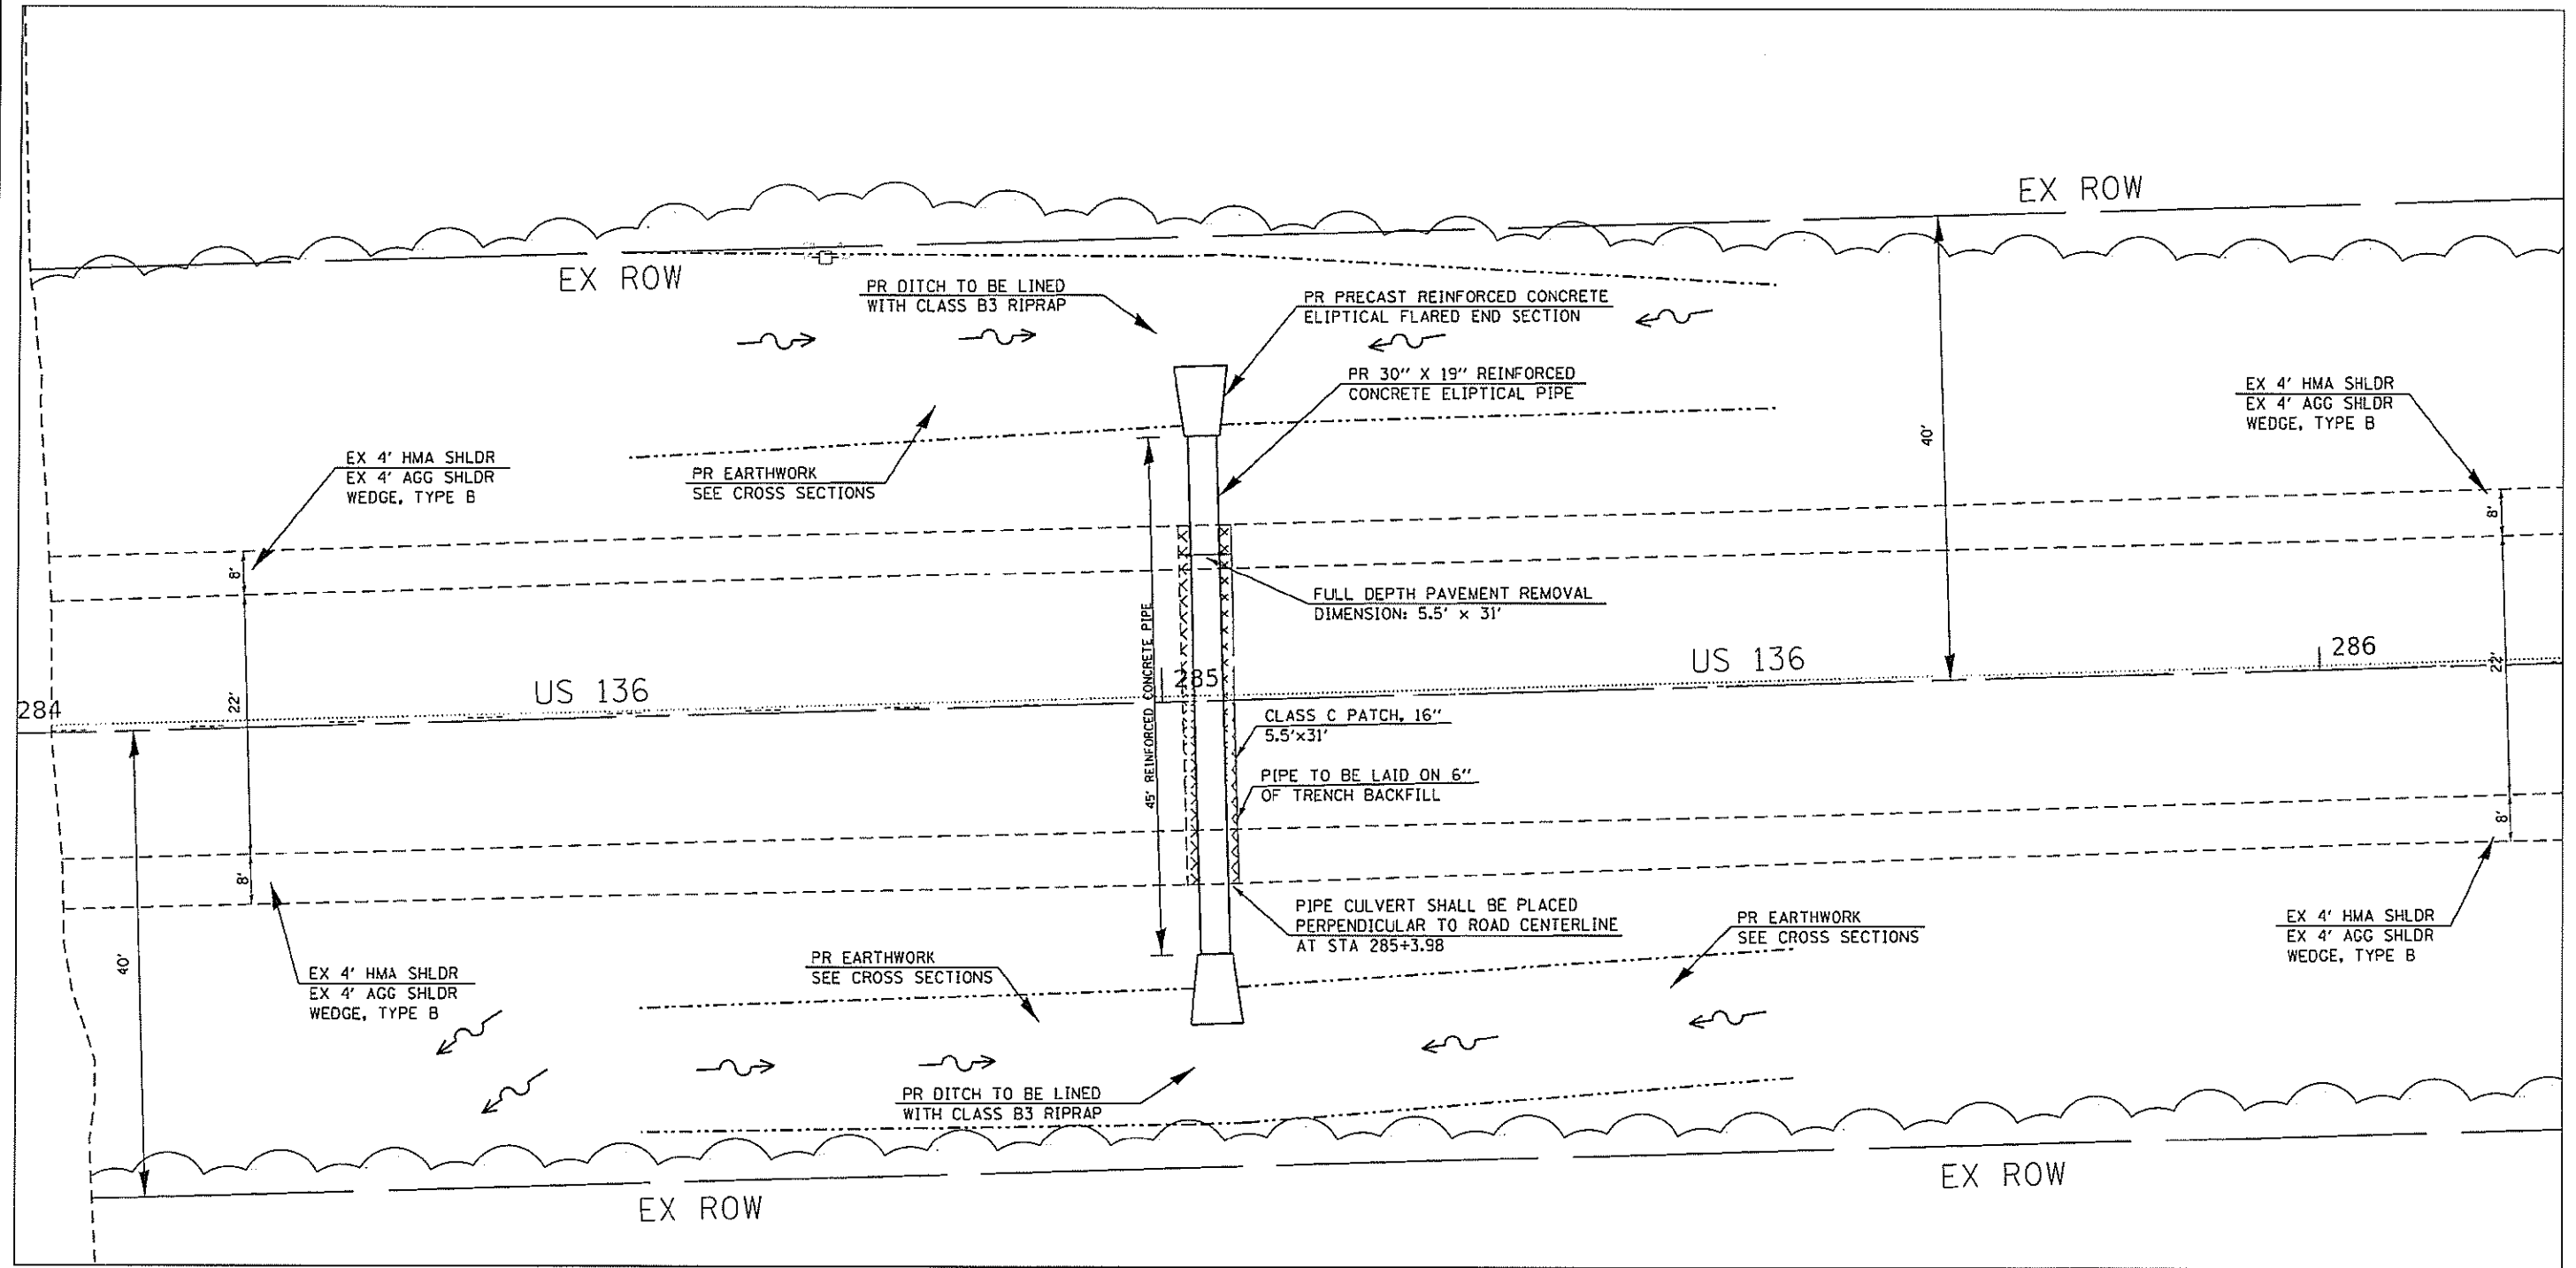 EX ROW
EX ROW
PR DITCH TO BE LINED
WITH CLASS B3 RIPRAP
PR PRECAST REINFORCED CONCRETE
ELIPTICAL FLARED END SECTION
PR 30" X 19" REINFORCED
CONCRETE ELIPTICAL PIPE
EX 4' HMA SHLDR
EX 4' AGG SHLDR
WEDGE, TYPE B
40'
EX 4' HMA SHLDR
EX 4' AGG SHLDR
WEDGE, TYPE B
PR EARTHWORK
SEE CROSS SECTIONS
8'
8'
FULL DEPTH PAVEMENT REMOVAL
DIMENSION: 5.5' x 31'
45' REINFORCED CONCRETE PIPE
284
US 136
285
US 136
286
22'
22'
CLASS C PATCH, 16"
5.5'x31'
PIPE TO BE LAID ON 6"
OF TRENCH BACKFILL
8'
8'
PIPE CULVERT SHALL BE PLACED
PERPENDICULAR TO ROAD CENTERLINE
AT STA 285+3.98
PR EARTHWORK
SEE CROSS SECTIONS
EX 4' HMA SHLDR
EX 4' AGG SHLDR
WEDGE, TYPE B
40'
EX 4' HMA SHLDR
EX 4' AGG SHLDR
WEDGE, TYPE B
PR EARTHWORK
SEE CROSS SECTIONS
PR DITCH TO BE LINED
WITH CLASS B3 RIPRAP
EX ROW
EX ROW